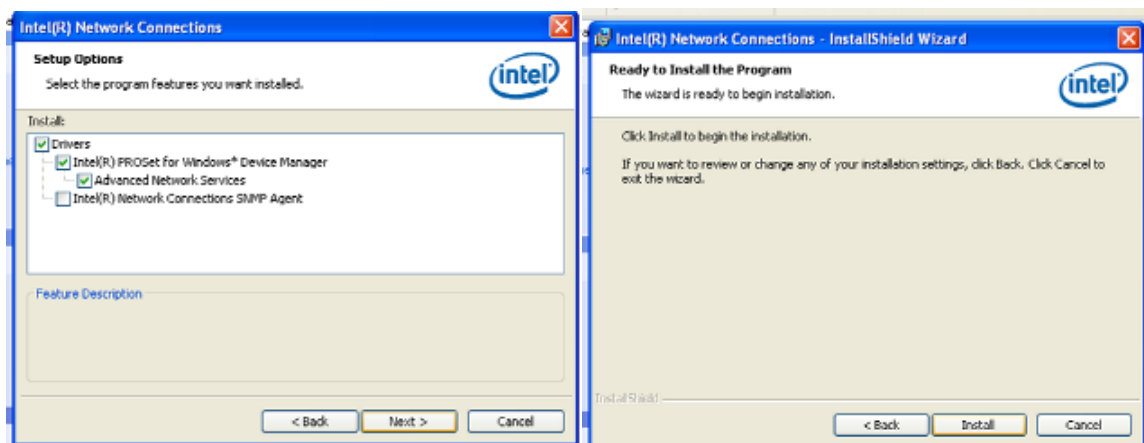 Intel(R) Network Connections
Setup Options
Select the program features you want installed.
intel
Install:
Drivers
Intel(R) PROSet for Windows* Device Manager
Advanced Network Services
Intel(R) Network Connections SNMP Agent
Feature Description
< Back Next > Cancel
Intel(R) Network Connections - InstallShield Wizard
Ready to Install the Program
The wizard is ready to begin installation.
intel
Click Install to begin the installation.
If you want to review or change any of your installation settings, click Back. Click Cancel to
exit the wizard.
InstallShield
< Back Install Cancel